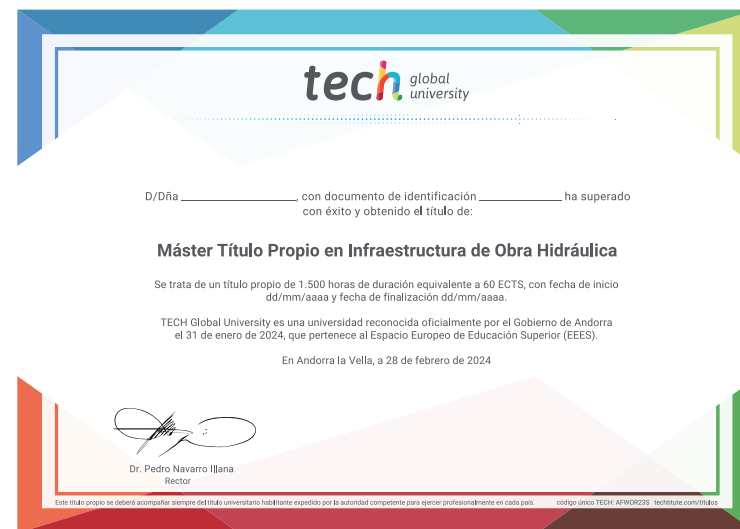 tech global university
D/Dña ____________________, con documento de identificación ______________ ha superado
con éxito y obtenido el título de:
Máster Título Propio en Infraestructura de Obra Hidráulica
Se trata de un título propio de 1.500 horas de duración equivalente a 60 ECTS, con fecha de inicio
dd/mm/aaaa y fecha de finalización dd/mm/aaaa.
TECH Global University es una universidad reconocida oficialmente por el Gobierno de Andorra
el 31 de enero de 2024, que pertenece al Espacio Europeo de Educación Superior (EEES).
En Andorra la Vella, a 28 de febrero de 2024
Dr. Pedro Navarro Illana
Rector
Este título propio se deberá acompañar siempre del título universitario habilitante expedido por la autoridad competente para ejercer profesionalmente en cada país. código único TECH: AFWOR23S techtitute.com/titulos